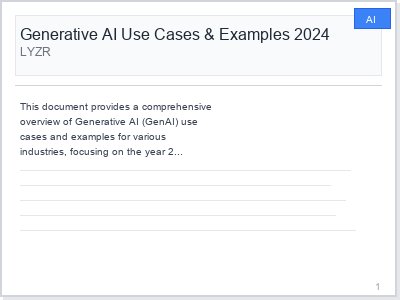 AI
Generative AI Use Cases & Examples 2024
LYZR
This document provides a comprehensive
overview of Generative AI (GenAI) use
cases and examples for various
industries, focusing on the year 2...
1